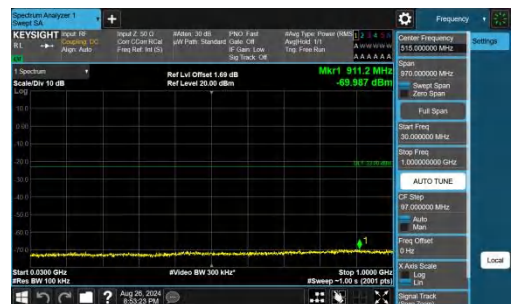 Spectrum Analyzer 1
Swept SA
+
Frequency
KEYSIGHT
Input: RF
Coupling: DC
Align: Auto
Input Z: 50 Ω
Corr CCorr RCal
Freq Ref: Int (S)
#Atten: 30 dB
µW Path: Standard
PNO: Fast
Gate: Off
IF Gain: Low
Sig Track: Off
#Avg Type: Power (RMS)
Avg|Hold: 1/1
Trig: Free Run
1 2 3 4 5 6
A W W W W W
A A A A A A
Center Frequency
515.000000 MHz
Settings
1 Spectrum
Scale/Div 10 dB
Log
Ref Lvl Offset 1.69 dB
Ref Level 20.00 dBm
Mkr1 911.2 MHz
-69.987 dBm
Span
970.000000 MHz
Swept Span
Zero Span
Full Span
Start Freq
30.000000 MHz
Stop Freq
1.000000000 GHz
AUTO TUNE
CF Step
97.000000 MHz
Auto
Man
Freq Offset
0 Hz
X Axis Scale
Log
Lin
Signal Track
Local
10.0
0.00
-10.0
-20.0
-30.0
-40.0
-50.0
-60.0
-70.0
1
Start 0.0300 GHz
#Res BW 100 kHz
#Video BW 300 kHz*
Stop 1.0000 GHz
#Sweep ~1.00 s (2001 pts)
Aug 26, 2024
8:53:23 PM